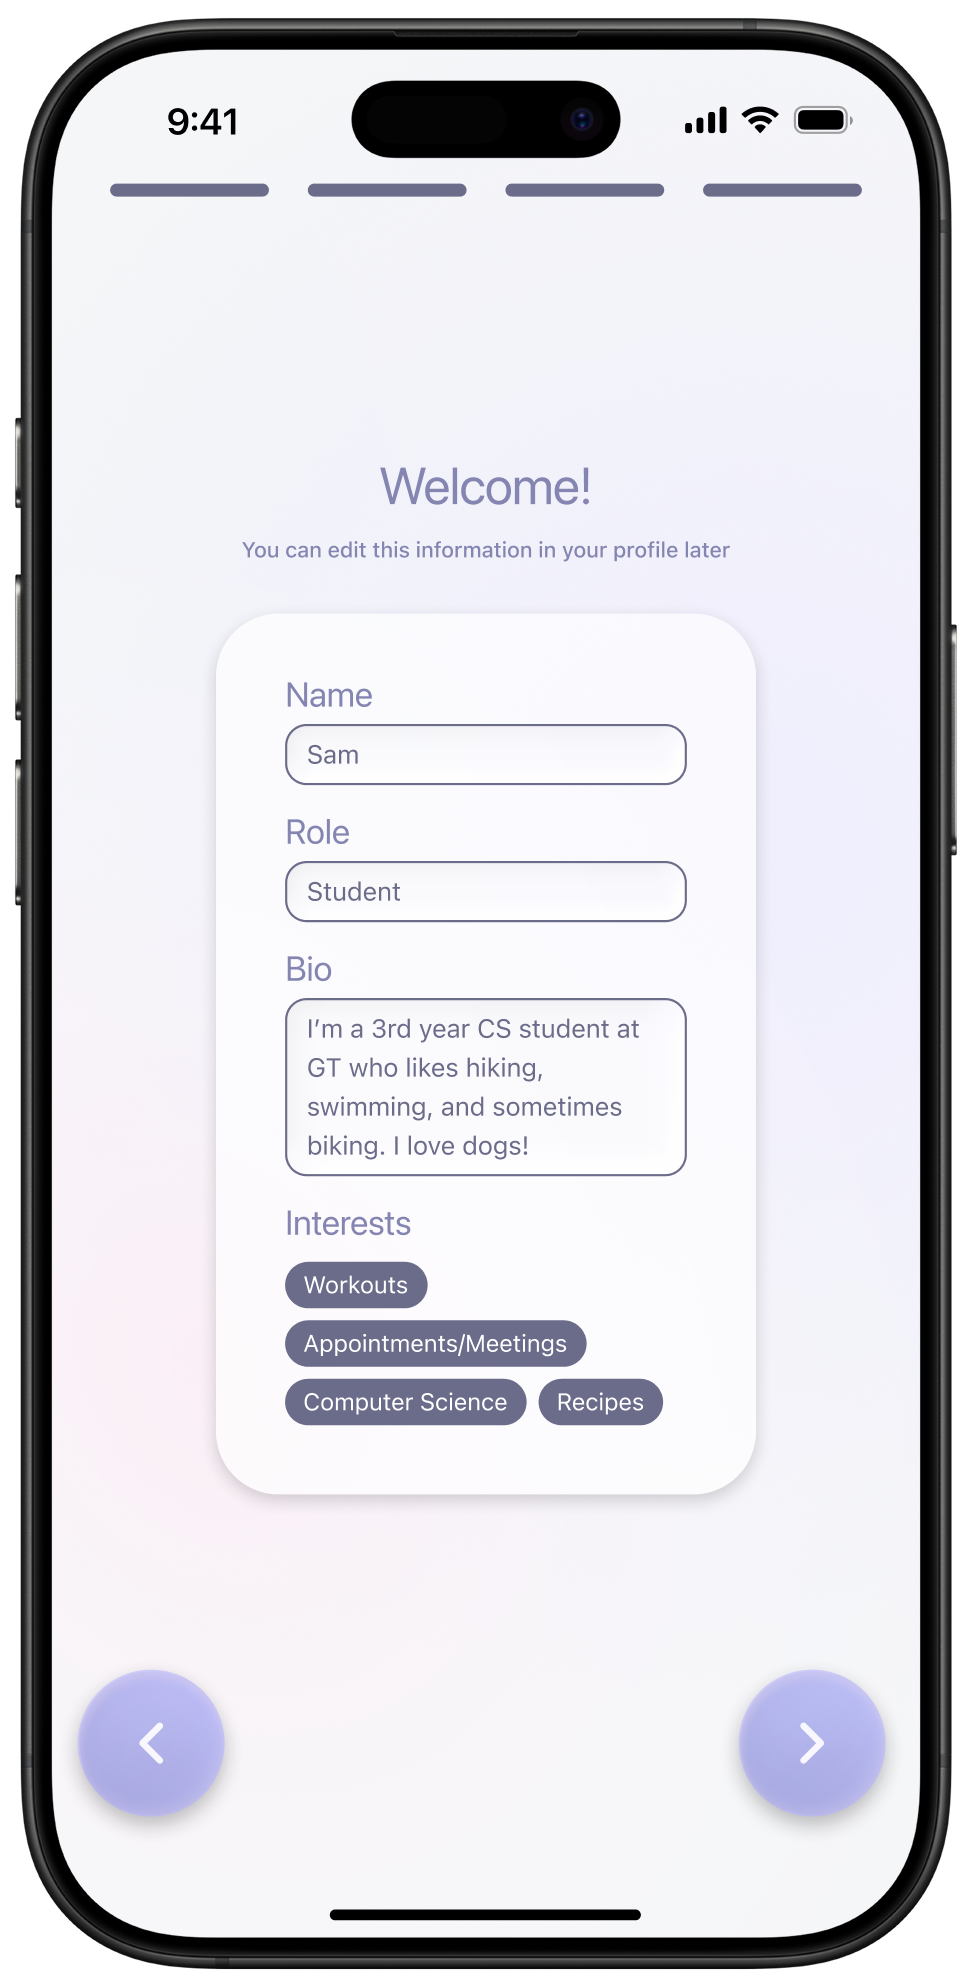 9:41
Welcome!
You can edit this information in your profile later
Name
Sam
Role
Student
Bio
I’m a 3rd year CS student at
GT who likes hiking,
swimming, and sometimes
biking. I love dogs!
Interests
Workouts
Appointments/Meetings
Computer Science Recipes